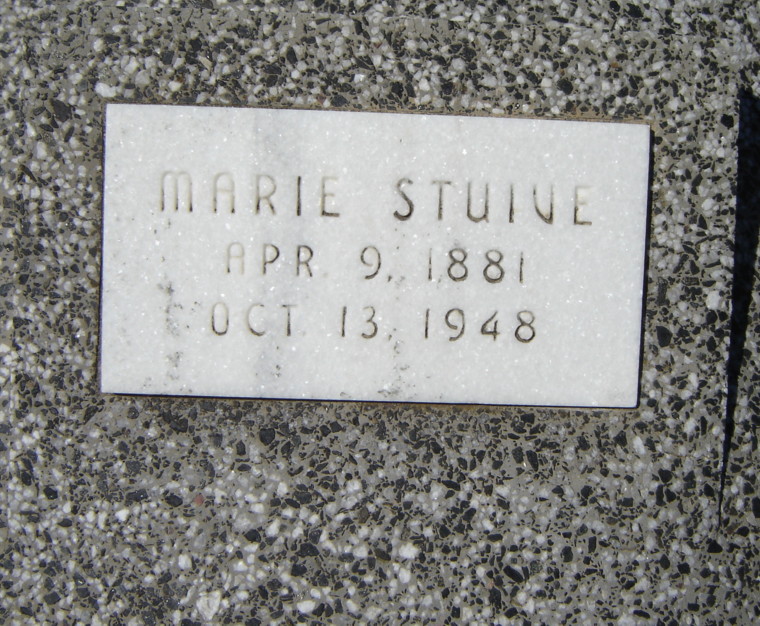 MARIE STUIVE
APR. 9, 1881
OCT. 13, 1948